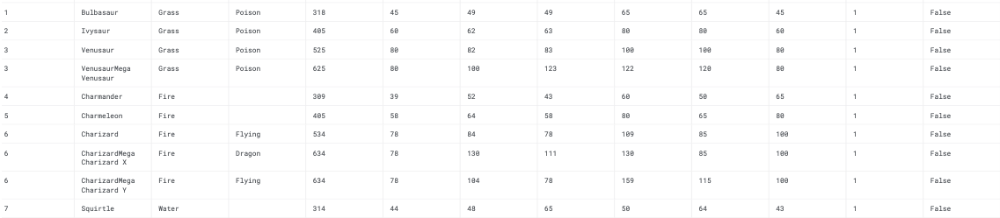 1 Bulbasaur Grass Poison 318 45 49 49 65 65 45 1 False
2 Ivysaur Grass Poison 405 60 62 63 80 80 60 1 False
3 Venusaur Grass Poison 525 80 82 83 100 100 80 1 False
3 VenusaurMega Grass Poison 625 80 100 123 122 120 80 1 False
Venusaur
4 Charmander Fire 309 39 52 43 60 50 65 1 False
5 Charmeleon Fire 405 58 64 58 80 65 80 1 False
6 Charizard Fire Flying 534 78 84 78 109 85 100 1 False
6 CharizardMega Fire Dragon 634 78 130 111 130 85 100 1 False
Charizard X
6 CharizardMega Fire Flying 634 78 104 78 159 115 100 1 False
Charizard Y
7 Squirtle Water 314 44 48 65 50 64 43 1 False